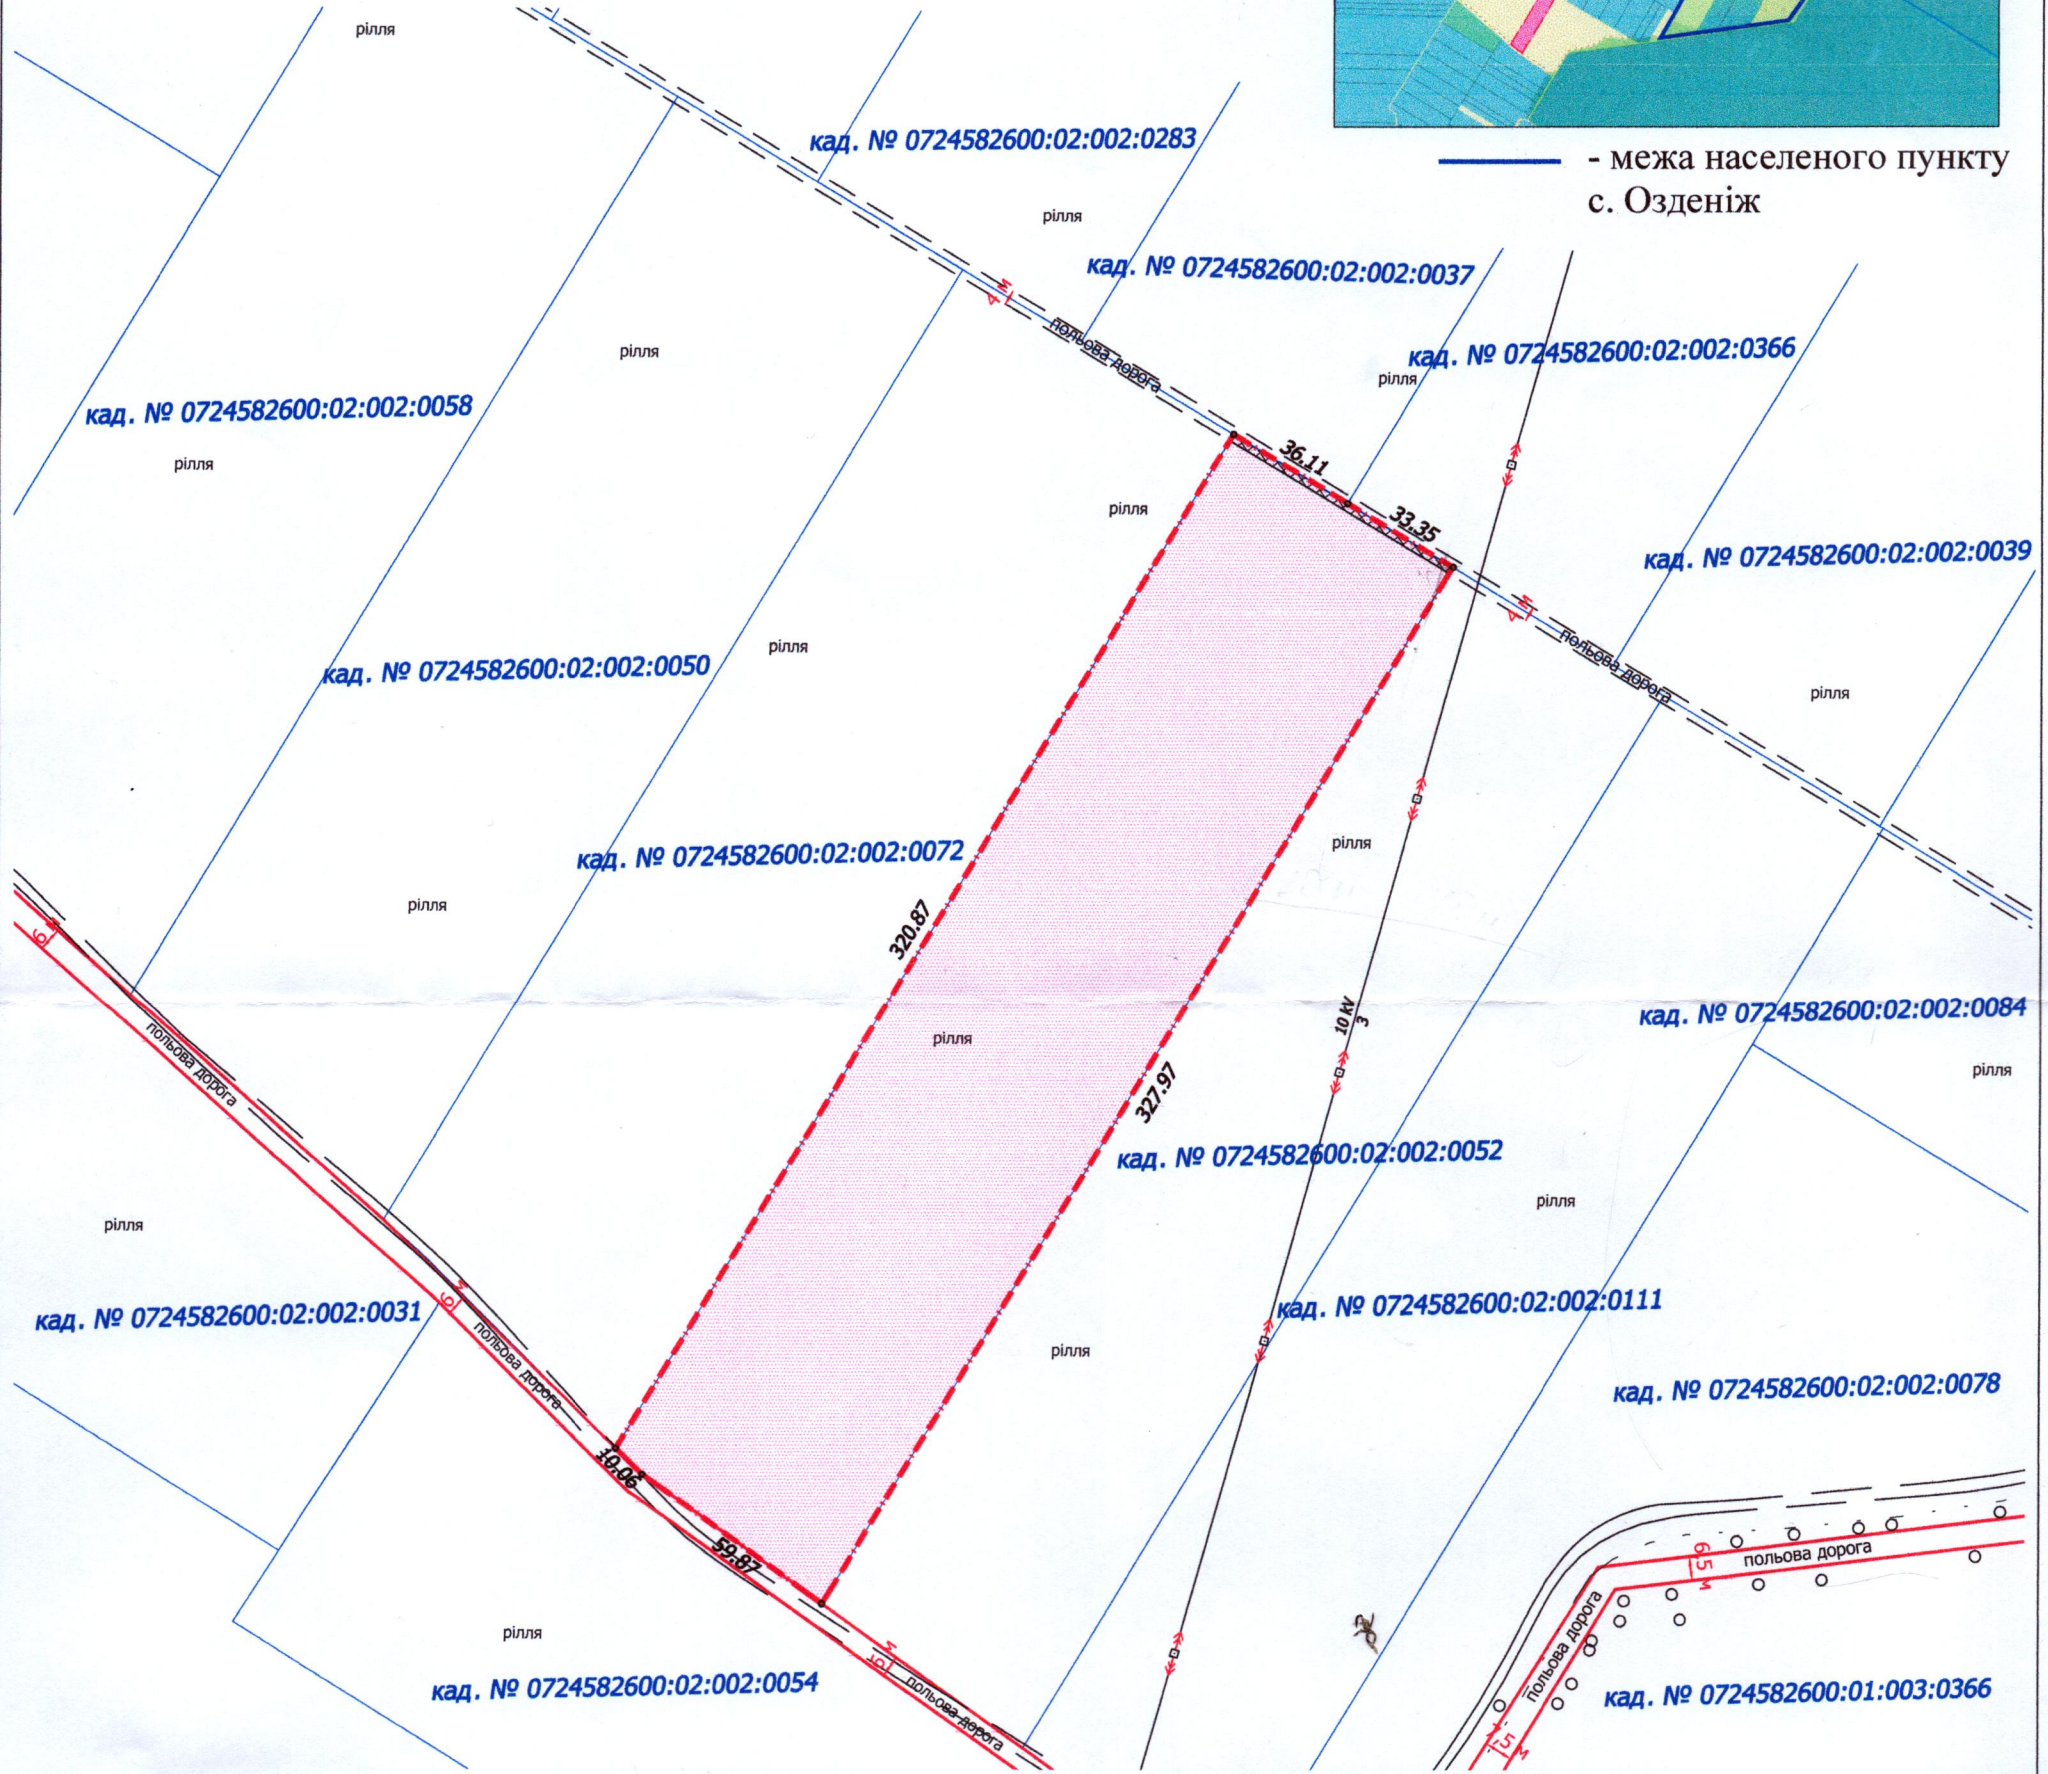 рілля
кад. № 0724582600:02:002:0283
- межа населеного пункту
с. Озденіж
рілля
кад. № 0724582600:02:002:0037
4 м
польова дорога
кад. № 0724582600:02:002:0366
рілля
рілля
кад. № 0724582600:02:002:0058
рілля
36.11
33.35
рілля
кад. № 0724582600:02:002:0039
4 м
польова дорога
рілля
кад. № 0724582600:02:002:0050
рілля
кад. № 0724582600:02:002:0072
рілля
320.87
рілля
6 м
рілля
10 kV
3
кад. № 0724582600:02:002:0084
рілля
польова дорога
327.97
кад. № 0724582600:02:002:0052
рілля
рілля
кад. № 0724582600:02:002:0031
6 м
польова дорога
рілля
кад. № 0724582600:02:002:0111
кад. № 0724582600:02:002:0078
10.06
59.87
6,5 м
польова дорога
польова дорога
рілля
кад. № 0724582600:02:002:0054
6 м
польова дорога
кад. № 0724582600:01:003:0366
7,5 м